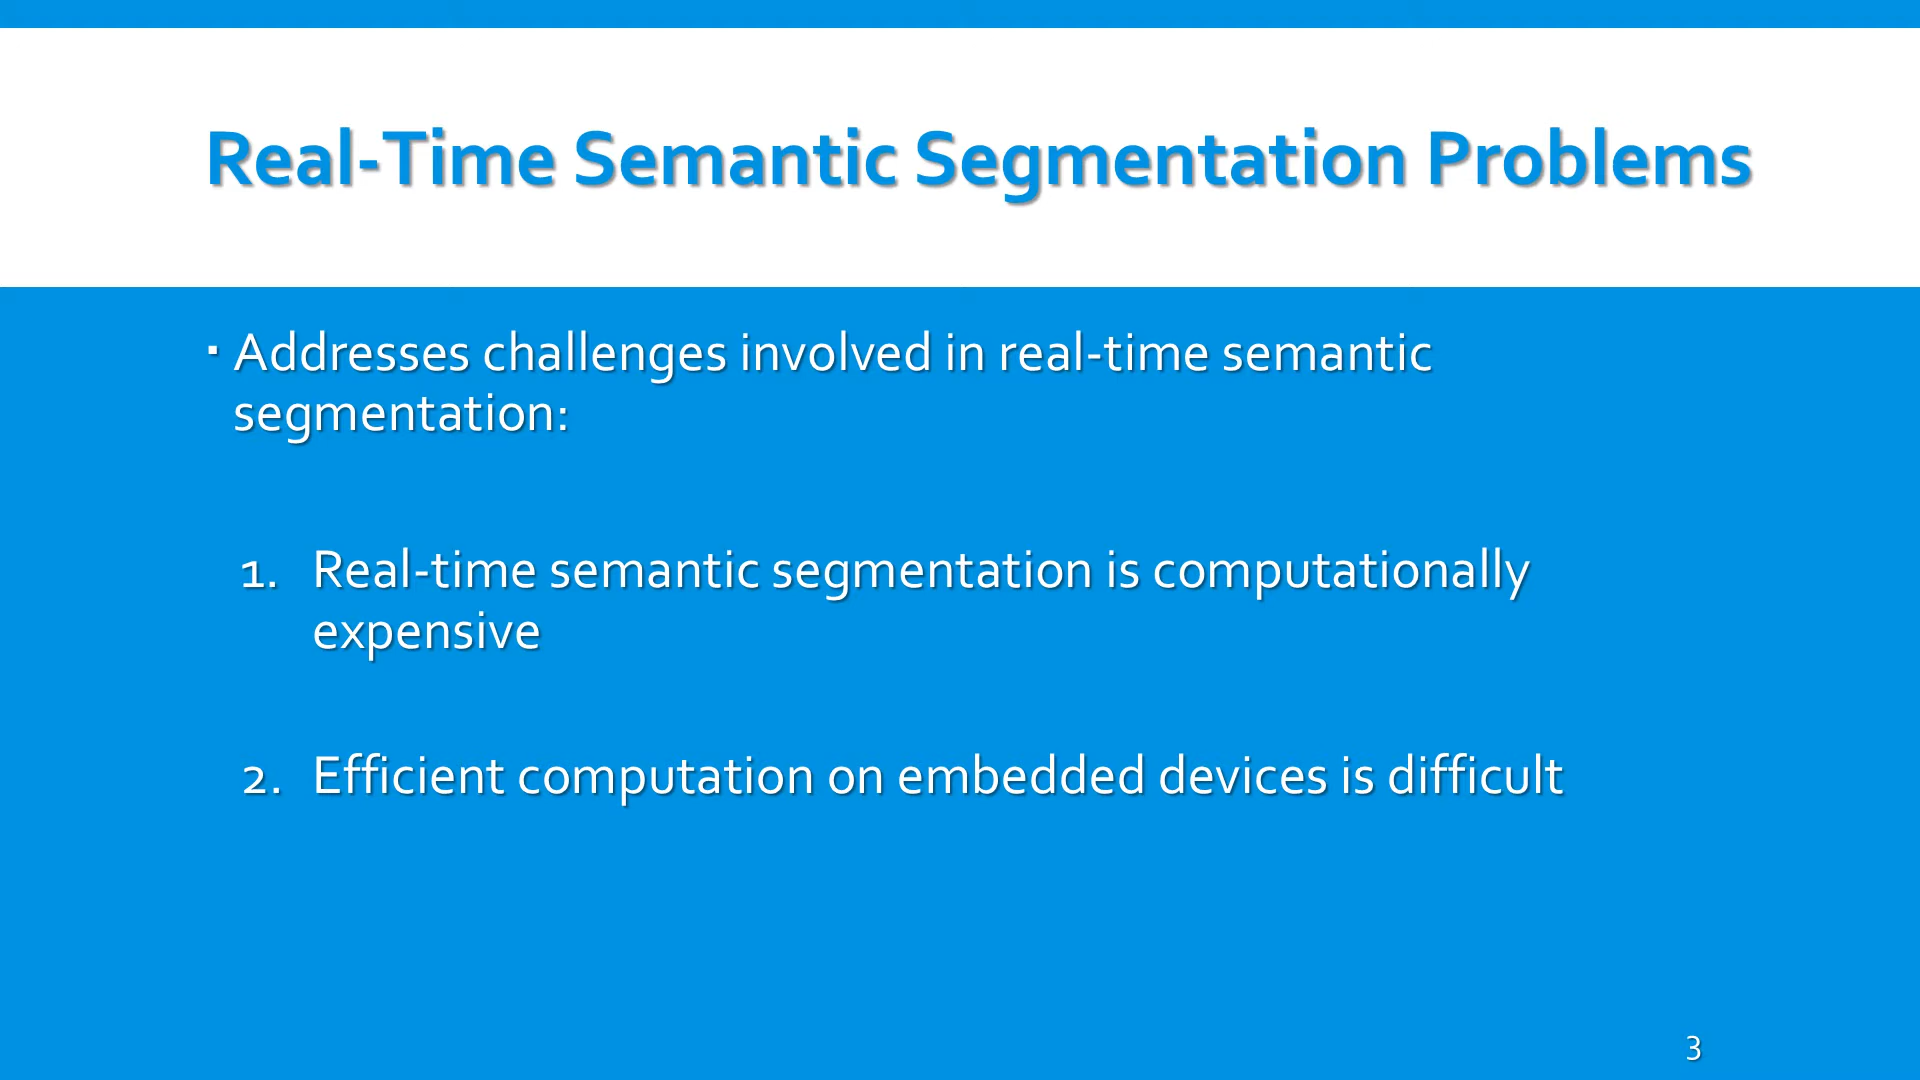 Real-Time Semantic Segmentation Problems
▪ Addresses challenges involved in real-time semantic
segmentation:
1. Real-time semantic segmentation is computationally
expensive
2. Efficient computation on embedded devices is difficult
3